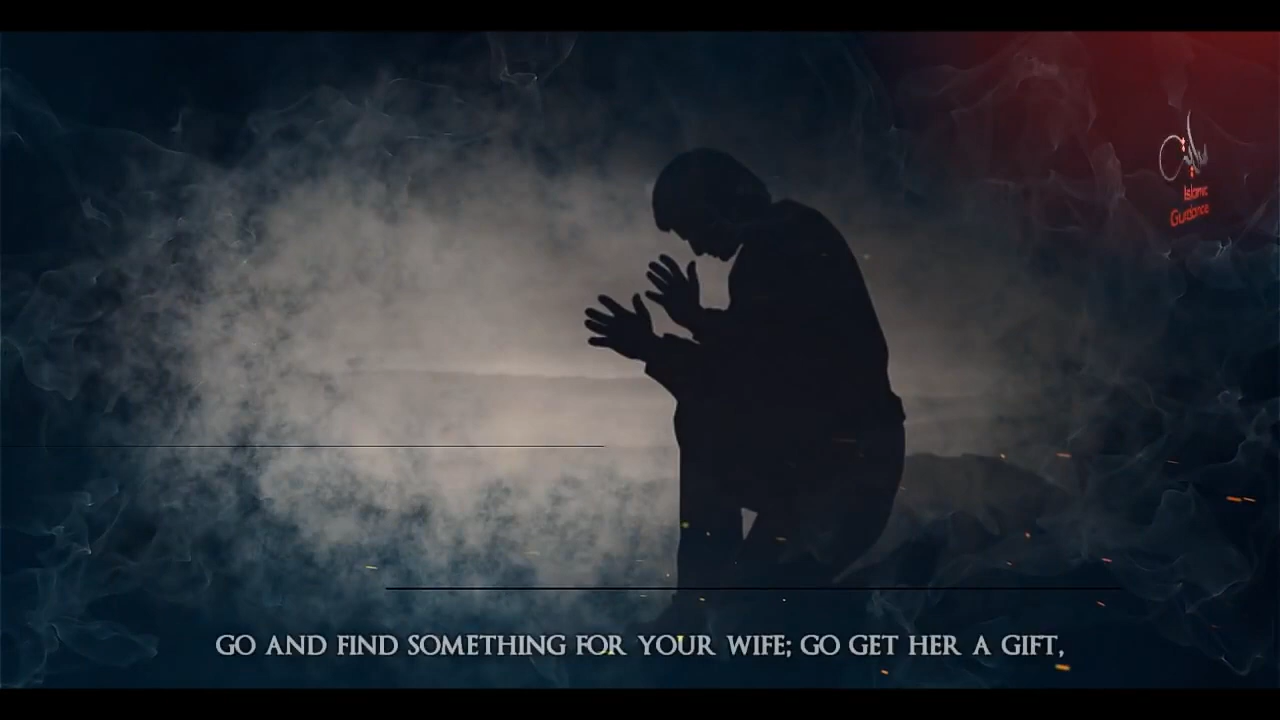 Islamic
Guidance
GO AND FIND SOMETHING FOR YOUR WIFE; GO GET HER A GIFT,